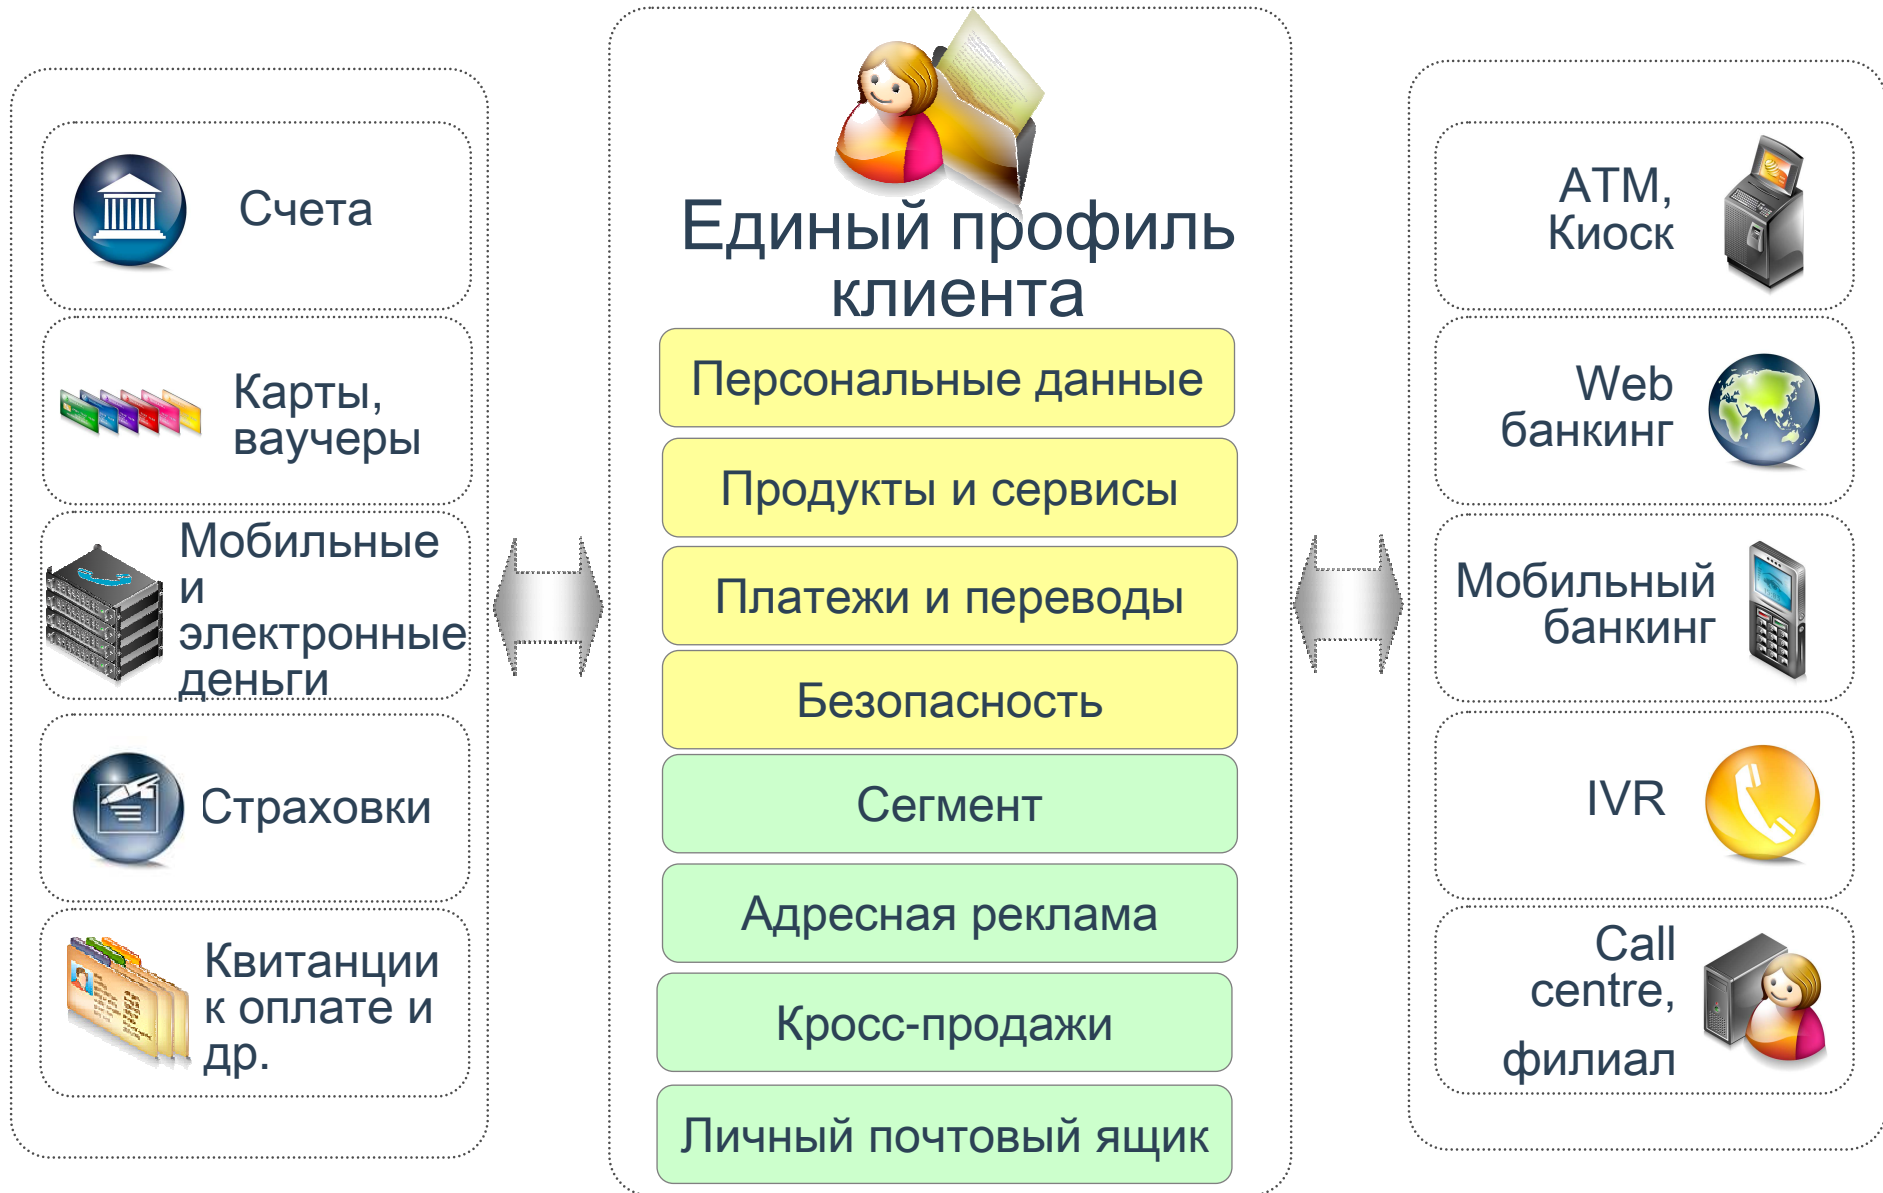 Счета
Карты,
ваучеры
Мобильные
и
электронные
деньги
Страховки
Квитанции
к оплате и
др.
Единый профиль
клиента
Персональные данные
Продукты и сервисы
Платежи и переводы
Безопасность
Сегмент
Адресная реклама
Кросс-продажи
Личный почтовый ящик
ATM,
Киоск
Web
банкинг
Мобильный
банкинг
IVR
Call
centre,
филиал